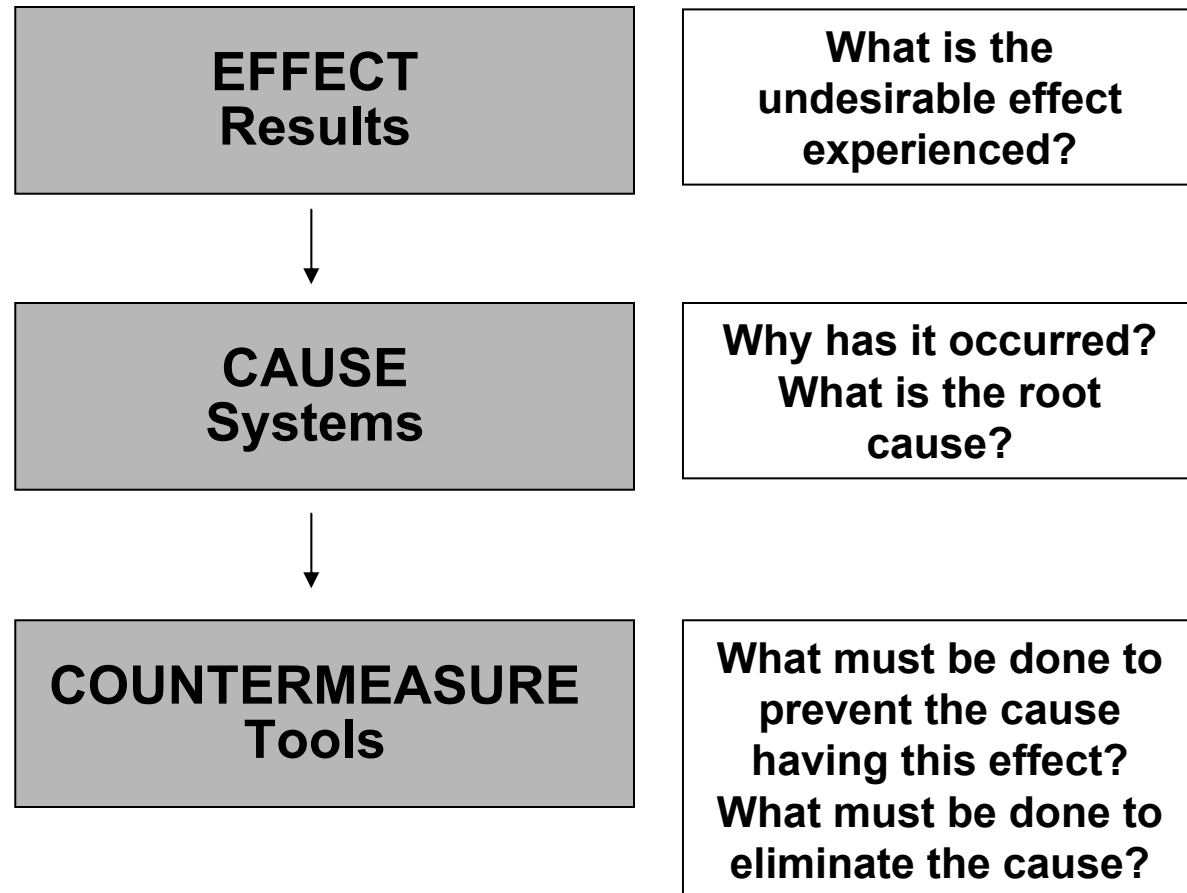 EFFECT
Results
What is the
undesirable effect
experienced?
CAUSE
Systems
Why has it occurred?
What is the root
cause?
COUNTERMEASURE
Tools
What must be done to
prevent the cause
having this effect?
What must be done to
eliminate the cause?